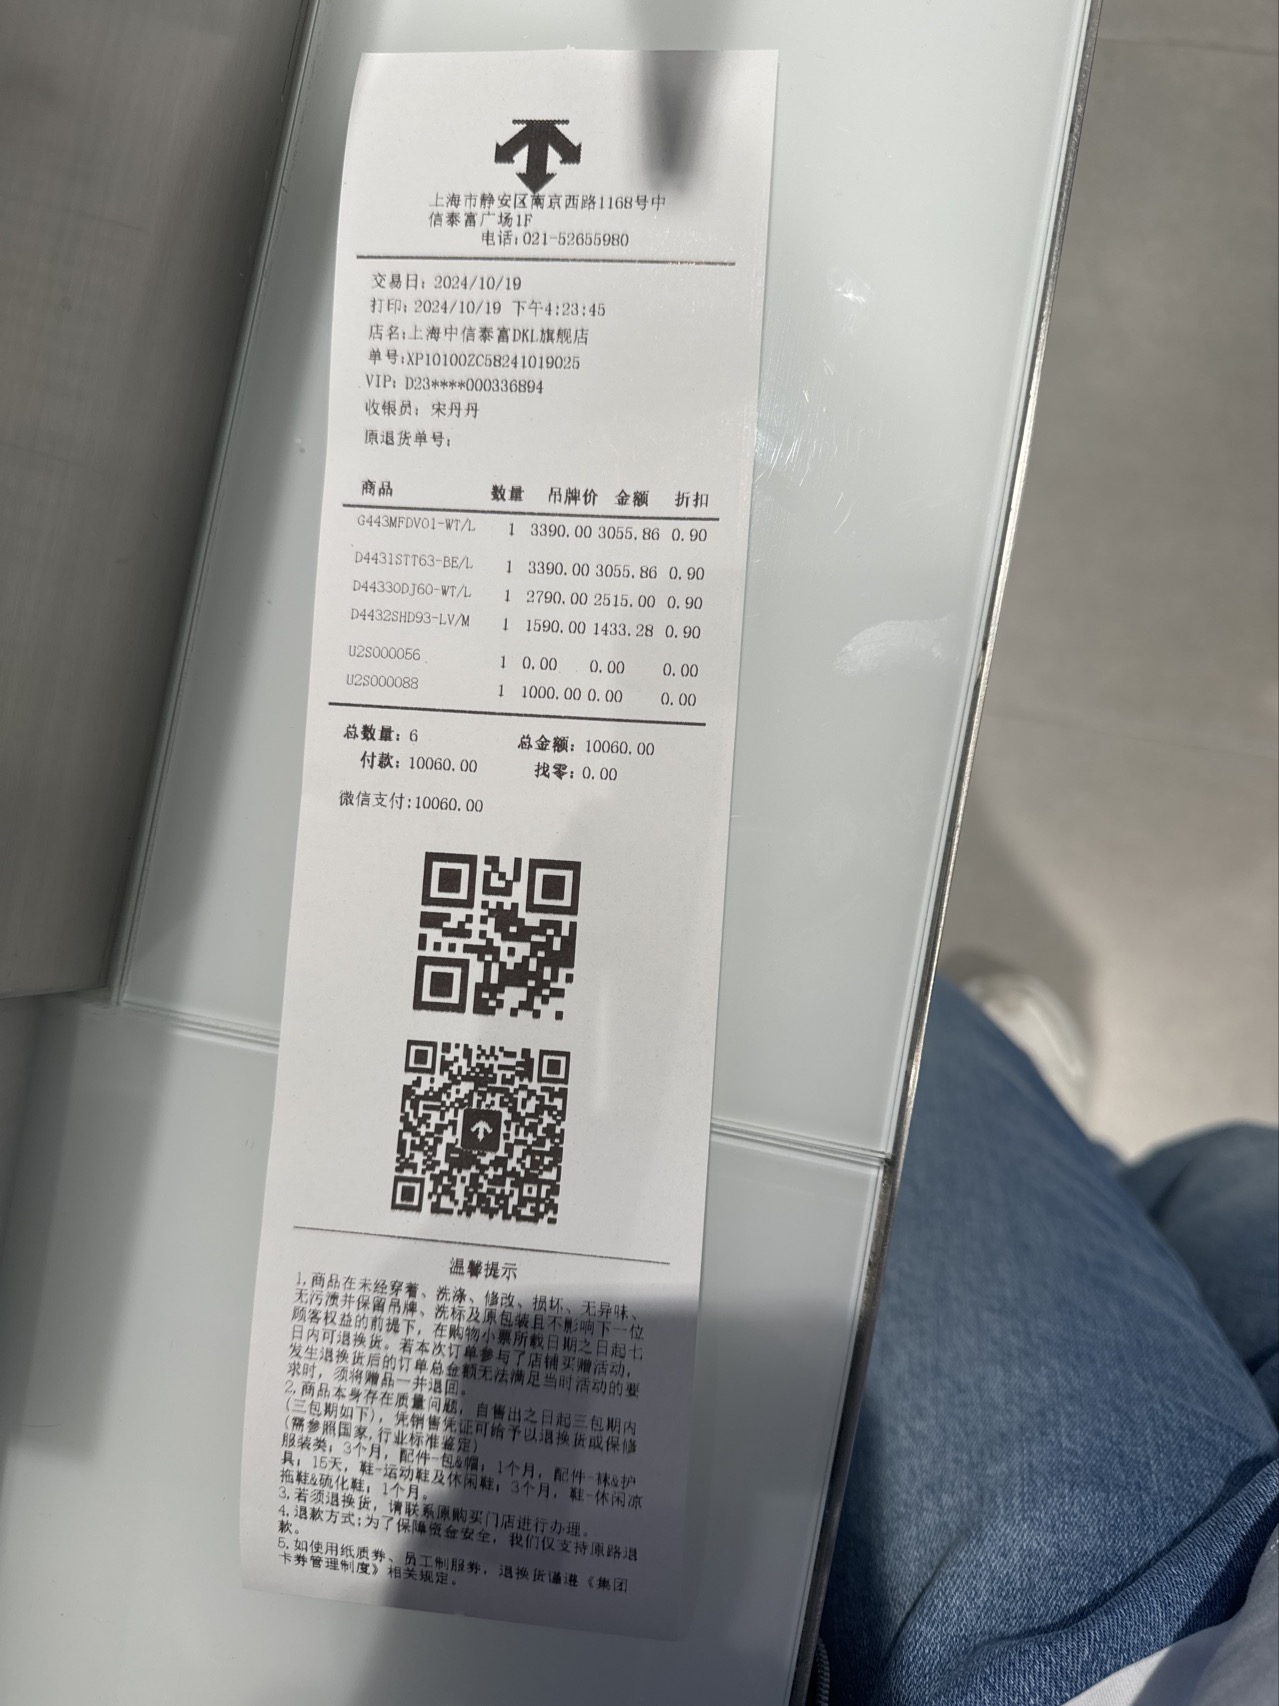 上海市静安区南京西路1168号中
信泰富广场1F
电话:021-52655980
交易日: 2024/10/19
打印: 2024/10/19 下午4:23:45
店名:上海中信泰富DKL旗舰店
单号:XP10100ZC58241019025
VIP: D23****000336894
收银员: 宋丹丹
原退货单号:
商品 数量 吊牌价 金额 折扣
G443MFDV01-WT/L 1 3390.00 3055.86 0.90
D4431STT63-BE/L 1 3390.00 3055.86 0.90
D4433ODJ60-WT/L 1 2790.00 2515.00 0.90
D4432SHD93-LV/M 1 1590.00 1433.28 0.90
U2S000056 1 0.00 0.00 0.00
U2S000088 1 1000.00 0.00 0.00
总数量: 6 总金额: 10060.00
付款: 10060.00 找零: 0.00
微信支付:10060.00
温馨提示
1.商品在未经穿着、洗涤、修改、损坏、无异味、
无污渍并保留吊牌、洗标及原包装且不影响下一位
顾客权益的前提下,在购物小票所载日期之日起七
日内可退换货。若本次订单参与了店铺买赠活动,
发生退换货后的订单总金额无法满足当时活动的要
求时,须将赠品一并退回。
2.商品本身存在质量问题,自售出之日起三包期内
(三包期如下),凭销售凭证可给予以退换货或保修
(需参照国家,行业标准鉴定)
服装类: 3个月, 配件-包&帽: 1个月, 配件-袜&护
具: 15天, 鞋-运动鞋及休闲鞋: 3个月, 鞋-休闲凉
拖鞋&硫化鞋: 1个月。
3.若须退换货,请联系原购买门店进行办理。
4.退款方式:为了保障资金安全,我们仅支持原路退
款。
5.如使用纸质券、员工制服券,退换货谨遵《集团
卡券管理制度》相关规定。